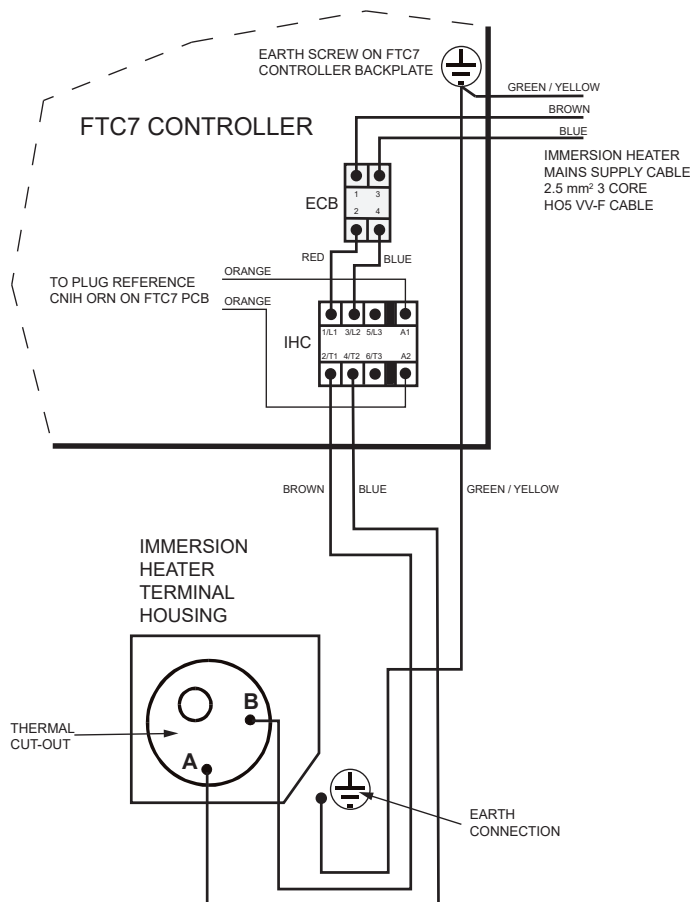 EARTH SCREW ON FTC7
CONTROLLER BACKPLATE
GREEN / YELLOW
BROWN
BLUE
FTC7 CONTROLLER
IMMERSION HEATER
MAINS SUPPLY CABLE
2.5 mm² 3 CORE
HO5 VV-F CABLE
1 3
ECB
2 4
RED
BLUE
ORANGE
TO PLUG REFERENCE
CNIH ORN ON FTC7 PCB
ORANGE
1/L1 3/L2 5/L3 A1
IHC
2/T1 4/T2 6/T3 A2
BROWN
BLUE
GREEN / YELLOW
IMMERSION
HEATER
TERMINAL
HOUSING
B
THERMAL
CUT-OUT
A
EARTH
CONNECTION